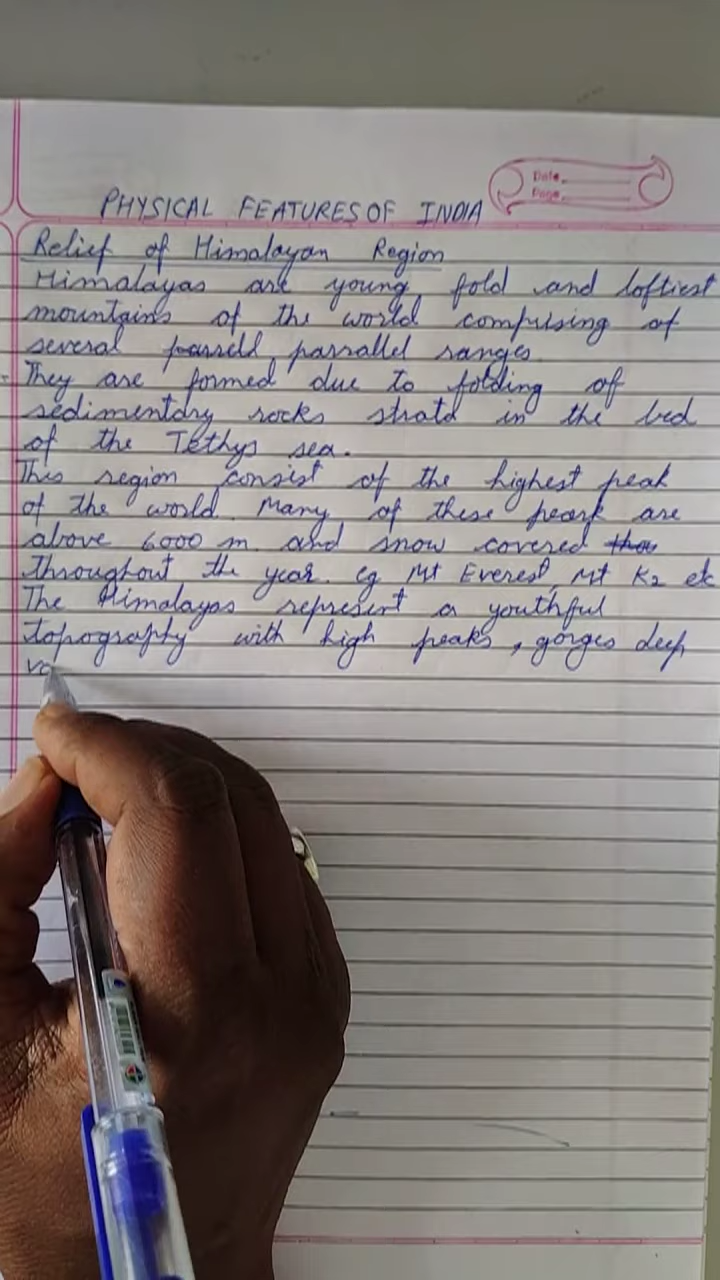 Date
Page
PHYSICAL FEATURES OF INDIA
Relief of Himalayan Region
Himalayas are young fold and loftiest
mountains of the world comprising of
several parrallel ranges
They are formed due to folding of
sedimentary rocks strata in the bed
of the Tethys sea.
This region consist of the highest peak
of the world. Many of these peark are
above 6000 m and snow covered
throughout the year. eg Mt Everest, Mt K2 etc
The Himalayas represent a youthful
topography with high peaks, gorges deep,
va